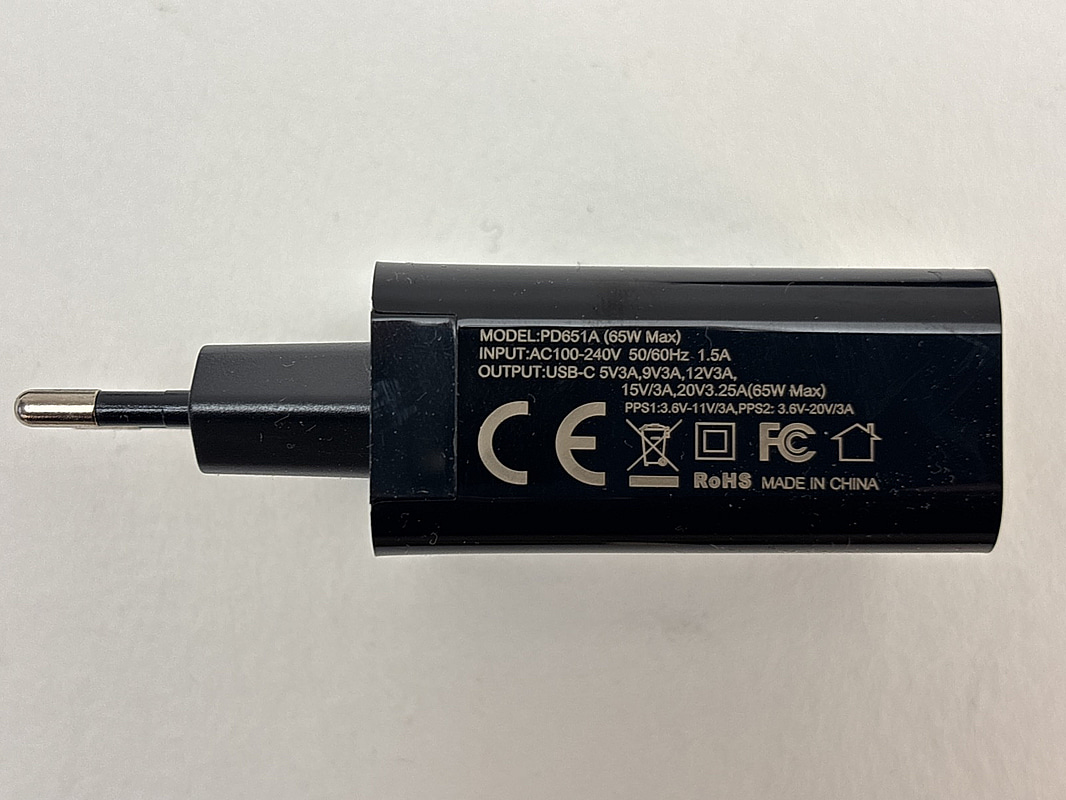 MODEL:PD651A (65W Max)
INPUT:AC100-240V 50/60Hz 1.5A
OUTPUT:USB-C 5V3A,9V3A,12V3A,
15V/3A,20V3.25A(65W Max)
PPS1:3.6V-11V/3A,PPS2: 3.6V-20V/3A
CE FC
RoHS MADE IN CHINA